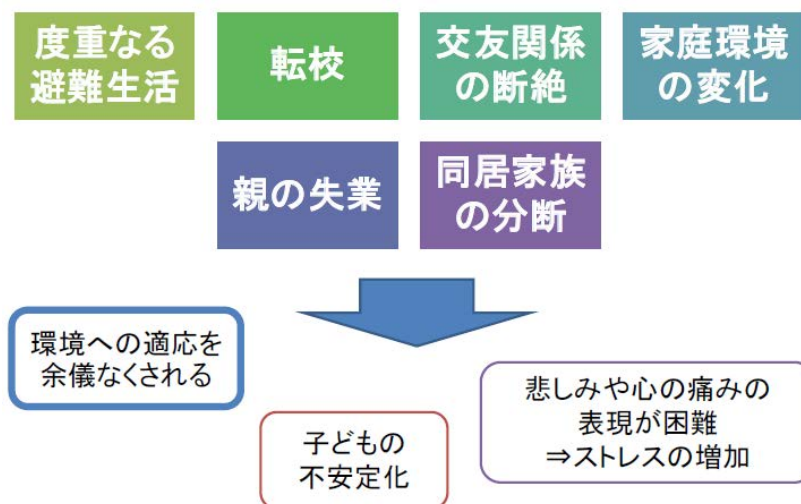 度重なる
避難生活
転校
交友関係
の断絶
家庭環境
の変化
親の失業
同居家族
の分断
環境への適応を
余儀なくされる
子どもの
不安定化
悲しみや心の痛みの
表現が困難
⇒ストレスの増加